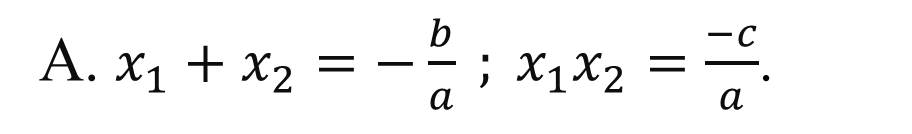 A. x₁ + x₂ = −b/a ; x₁x₂ = −c/a.